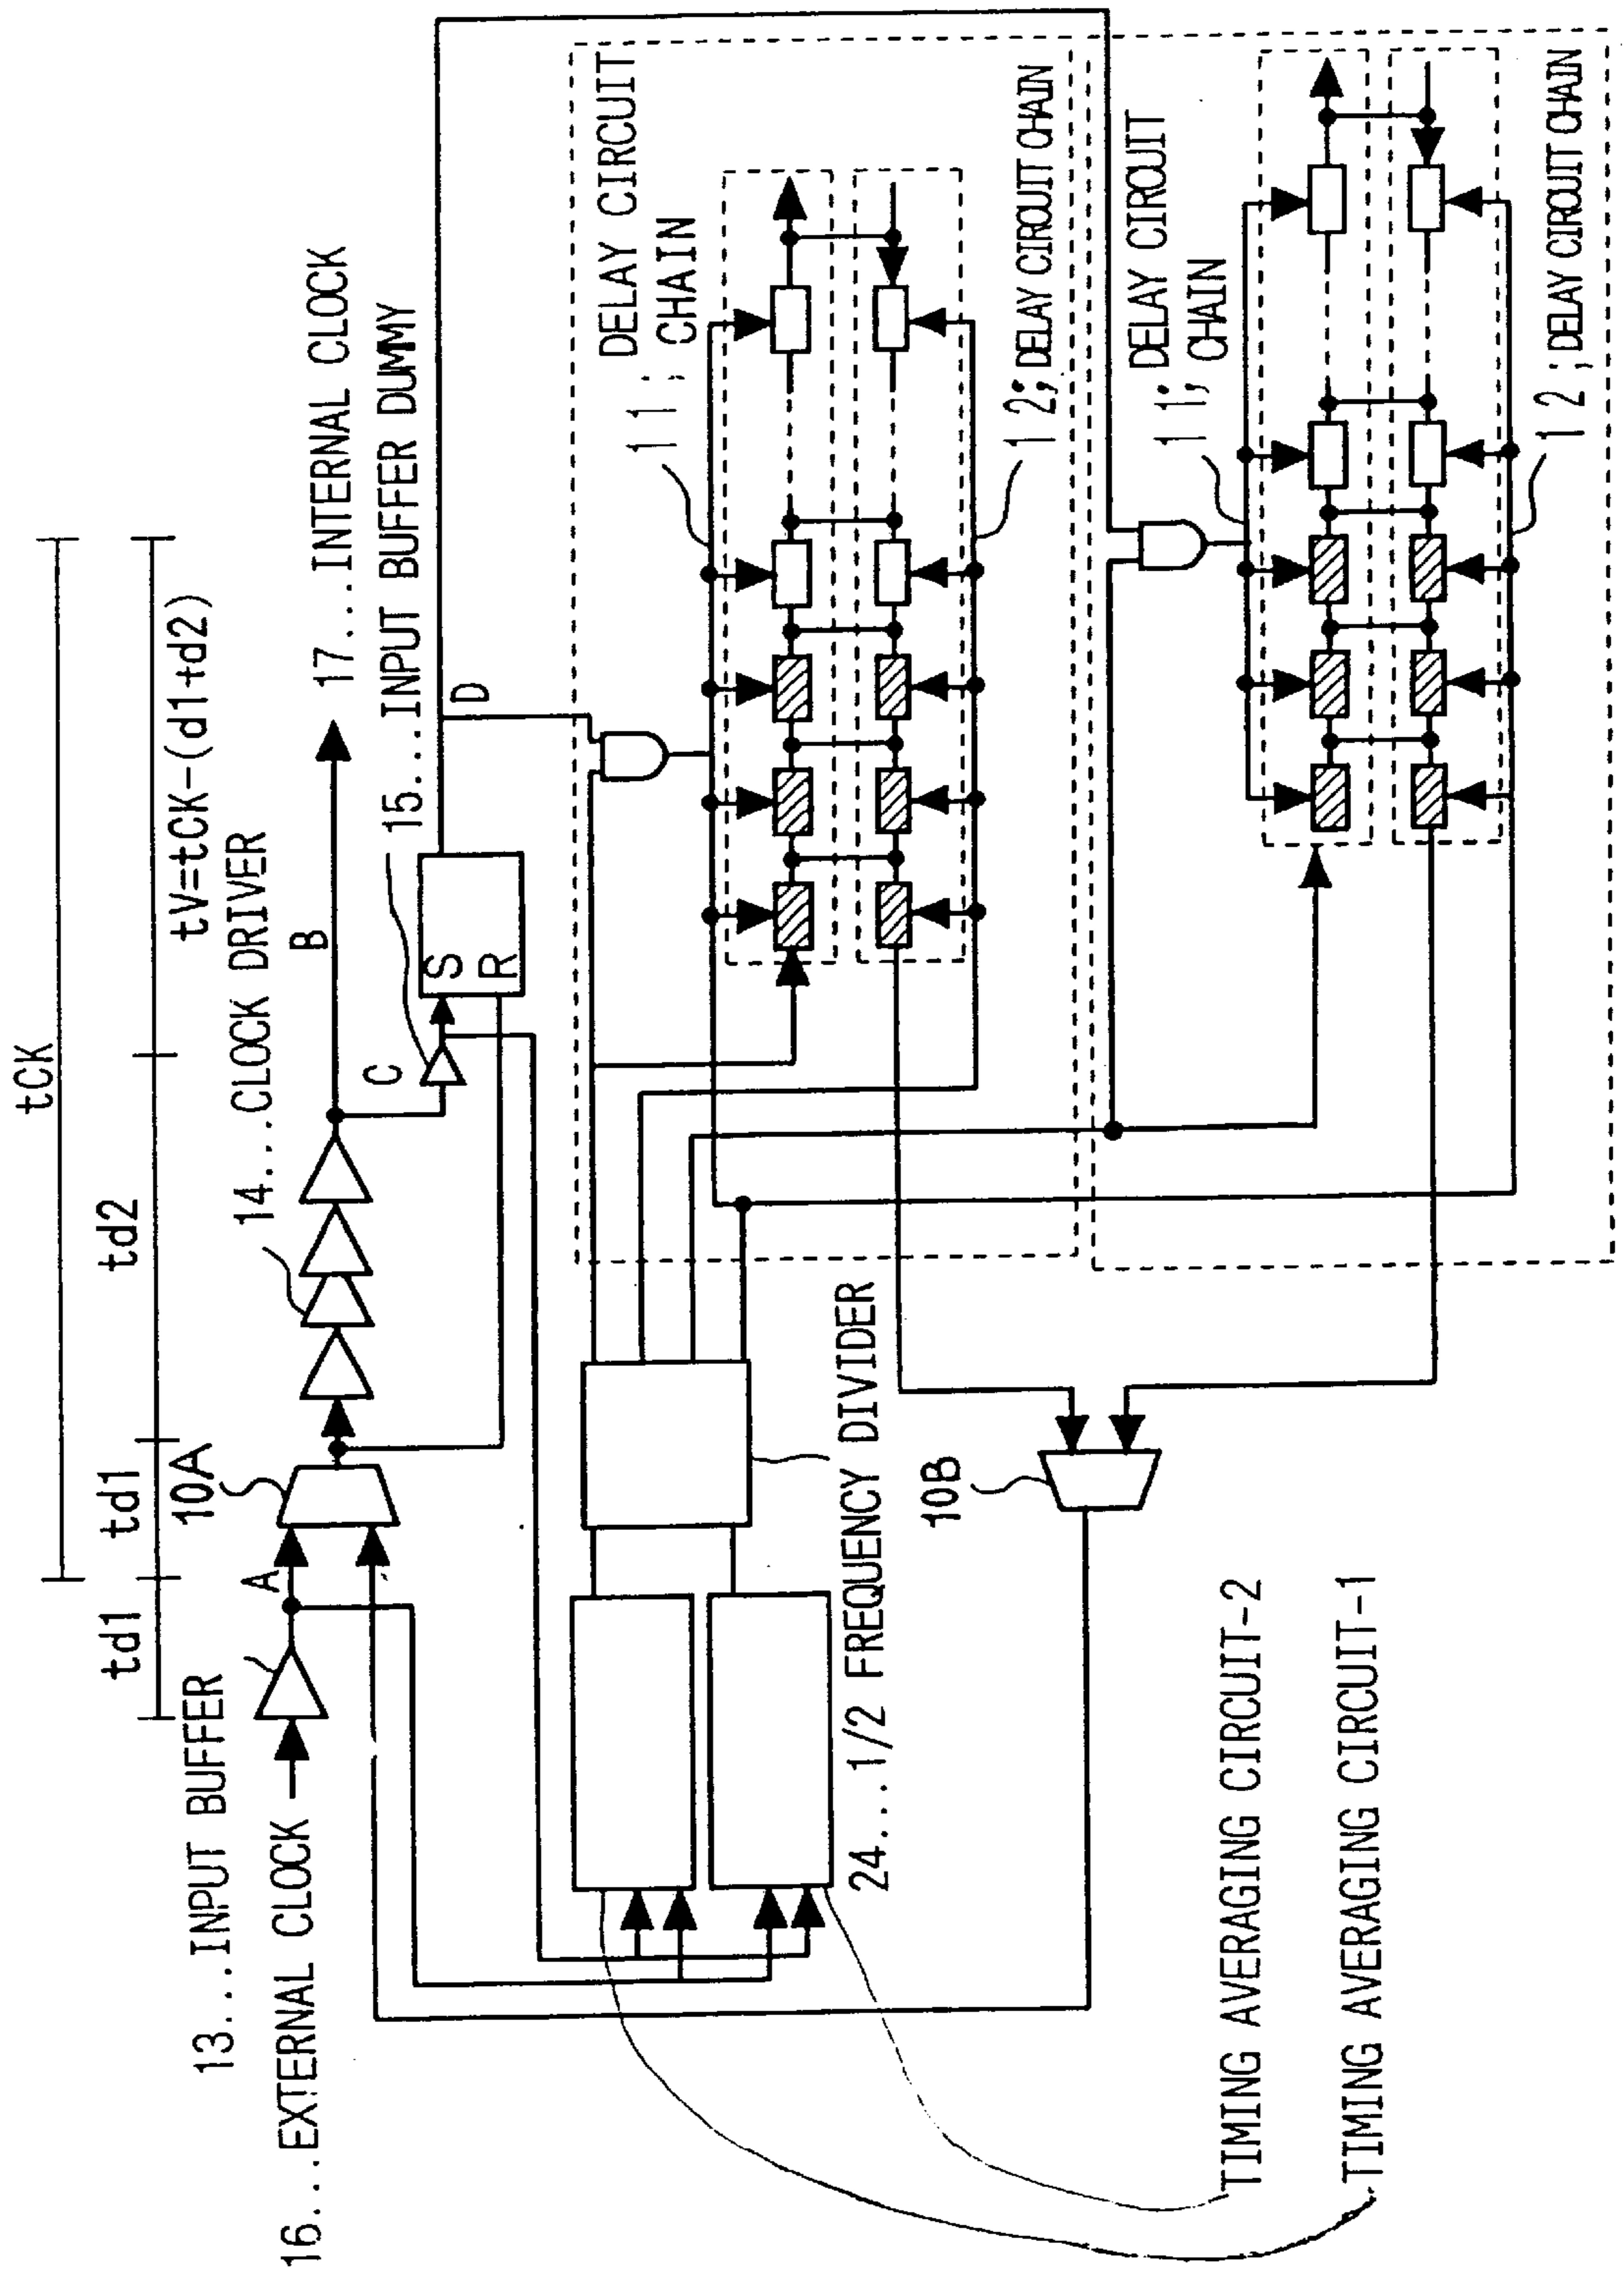 tCK
td1
td1
td2
tV=tCK-(d1+d2)
13...INPUT BUFFER
10A
14...CLOCK DRIVER
16...EXTERNAL CLOCK
A
B
17...INTERNAL CLOCK
C
15...INPUT BUFFER DUMMY
S
R
D
11; DELAY CIRCUIT
CHAIN
12; DELAY CIRCUIT CHAIN
24...1/2 FREQUENCY DIVIDER
10B
11; DELAY CIRCUIT
CHAIN
12; DELAY CIRCUIT CHAIN
TIMING AVERAGING CIRCUIT-2
TIMING AVERAGING CIRCUIT-1